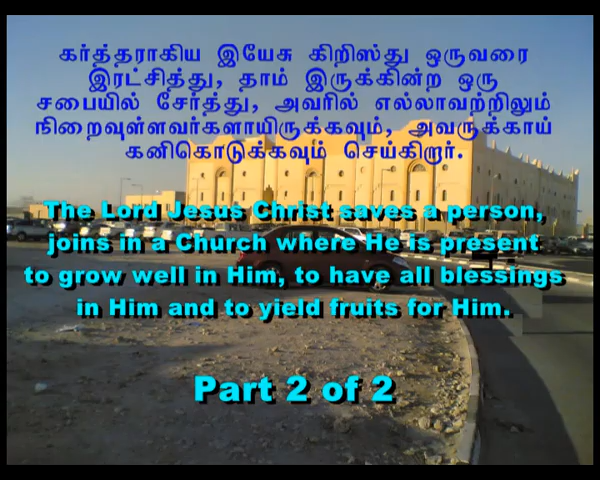 கர்த்தராகிய இயேசு கிறிஸ்து ஒருவரை
இரட்சித்து, தாம் இருக்கின்ற ஒரு
சபையில் சேர்த்து, அவரில் எல்லாவற்றிலும்
நிறைவுள்ளவர்களாயிருக்கவும், அவருக்காய்
கனிகொடுக்கவும் செய்கிறார்.
The Lord Jesus Christ saves a person,
joins in a Church where He is present
to grow well in Him, to have all blessings
in Him and to yield fruits for Him.
Part 2 of 2